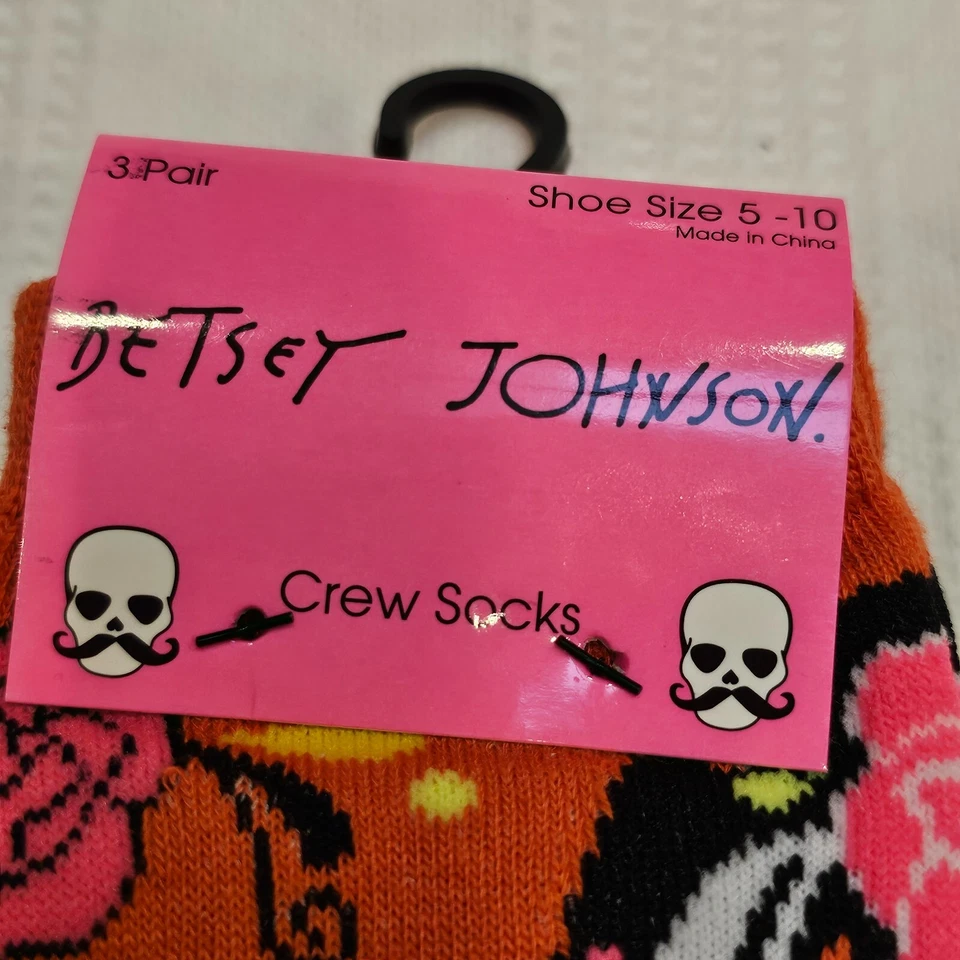 3 Pair
Shoe Size 5 -10
Made In China
BETSEY JOHNSON.
Crew Socks